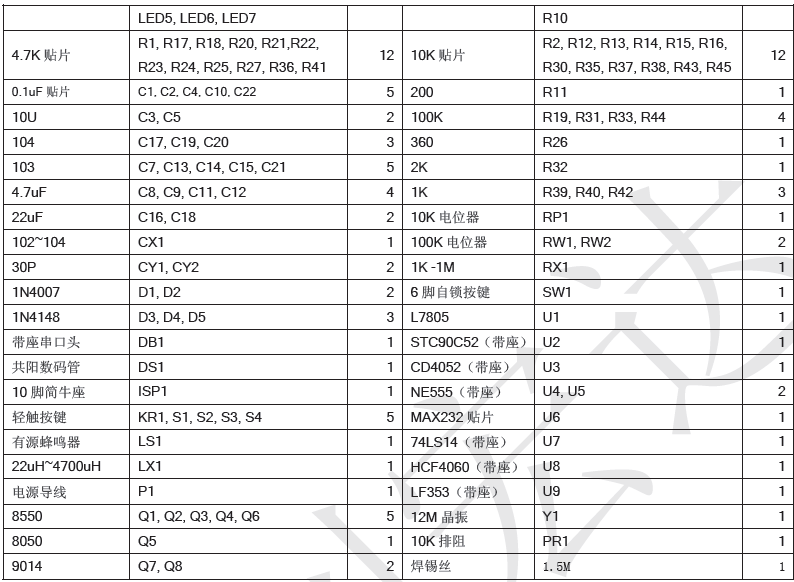 LED5, LED6, LED7 R10
4.7K 贴片 R1, R17, R18, R20, R21,R22, 12 10K 贴片 R2, R12, R13, R14, R15, R16, 12
R23, R24, R25, R27, R36, R41 R30, R35, R37, R38, R43, R45
0.1uF 贴片 C1, C2, C4, C10, C22 5 200 R11 1
10U C3, C5 2 100K R19, R31, R33, R44 4
104 C17, C19, C20 3 360 R26 1
103 C7, C13, C14, C15, C21 5 2K R32 1
4.7uF C8, C9, C11, C12 4 1K R39, R40, R42 3
22uF C16, C18 2 10K 电位器 RP1 1
102~104 CX1 1 100K 电位器 RW1, RW2 2
30P CY1, CY2 2 1K -1M RX1 1
1N4007 D1, D2 2 6 脚自锁按键 SW1 1
1N4148 D3, D4, D5 3 L7805 U1 1
带座串口头 DB1 1 STC90C52（带座） U2 1
共阳数码管 DS1 1 CD4052（带座） U3 1
10 脚简牛座 ISP1 1 NE555（带座） U4, U5 2
轻触按键 KR1, S1, S2, S3, S4 5 MAX232 贴片 U6 1
有源蜂鸣器 LS1 1 74LS14（带座） U7 1
22uH~4700uH LX1 1 HCF4060（带座） U8 1
电源导线 P1 1 LF353（带座） U9 1
8550 Q1, Q2, Q3, Q4, Q6 5 12M 晶振 Y1 1
8050 Q5 1 10K 排阻 PR1 1
9014 Q7, Q8 2 焊锡丝 1.5M 1
宏达